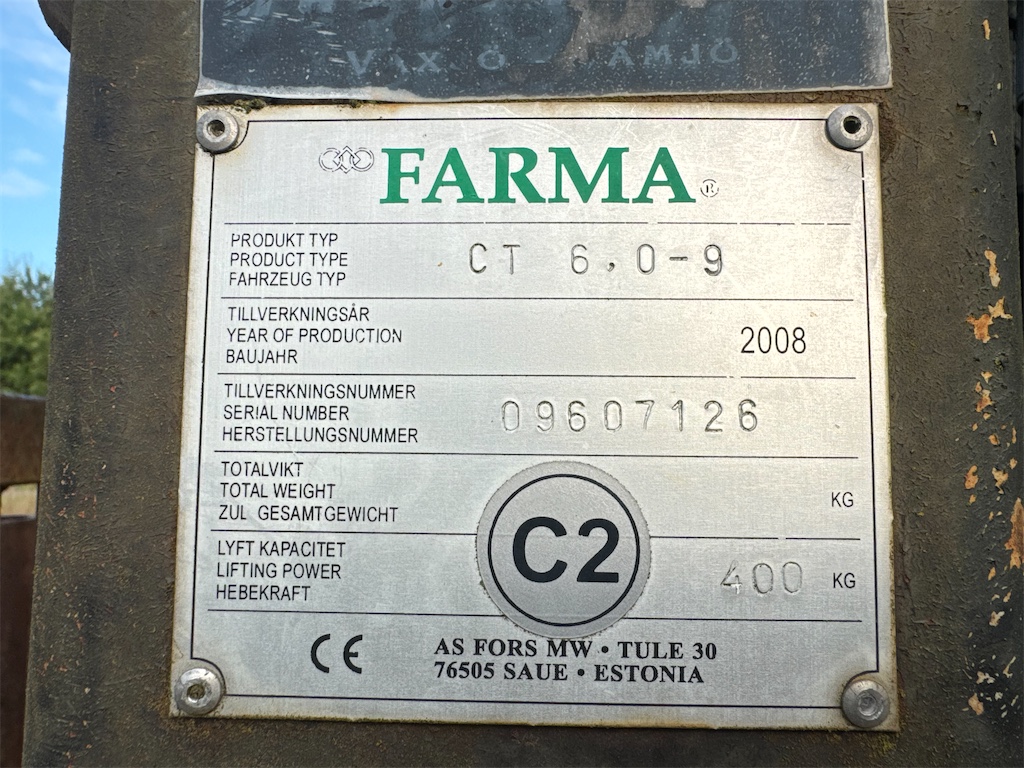 FARMA ®
PRODUKT TYP
PRODUCT TYPE
FAHRZEUG TYP
CT 6.0-9
TILLVERKNINGSÅR
YEAR OF PRODUCTION
BAUJAHR
2008
TILLVERKNINGSNUMMER
SERIAL NUMBER
HERSTELLUNGSNUMMER
09607126
TOTALVIKT
TOTAL WEIGHT
ZUL GESAMTGEWICHT
KG
C2
LYFT KAPACITET
LIFTING POWER
HEBEKRAFT
400 KG
CE
AS FORS MW • TULE 30
76505 SAUE • ESTONIA